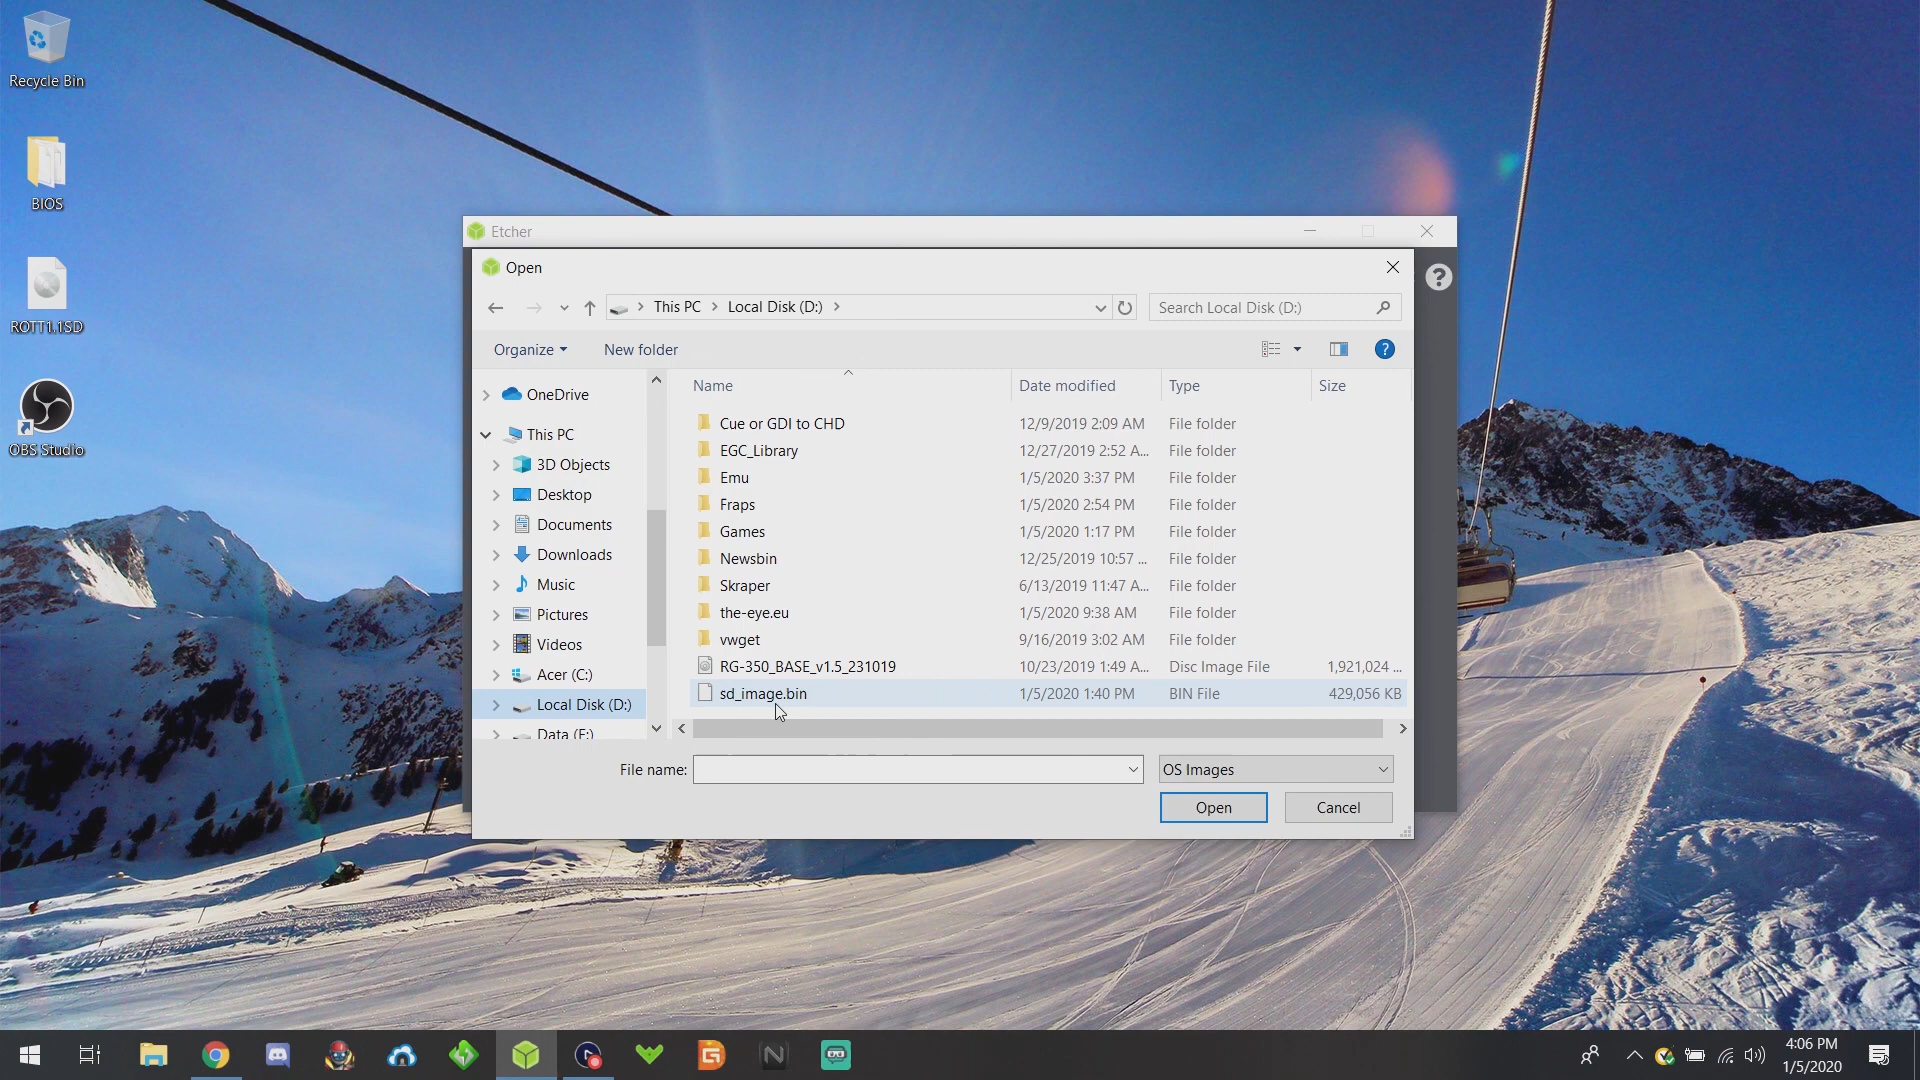 Recycle Bin
BIOS
ROTT1.1SD
OBS Studio
Etcher
Open
This PC
Local Disk (D:)
Search Local Disk (D:)
Organize
New folder
OneDrive
This PC
3D Objects
Desktop
Documents
Downloads
Music
Pictures
Videos
Acer (C:)
Local Disk (D:)
Data (F:)
Name Date modified Type Size
Cue or GDI to CHD 12/9/2019 2:09 AM File folder
EGC_Library 12/27/2019 2:52 A... File folder
Emu 1/5/2020 3:37 PM File folder
Fraps 1/5/2020 2:54 PM File folder
Games 1/5/2020 1:17 PM File folder
Newsbin 12/25/2019 10:57 ... File folder
Skraper 6/13/2019 11:47 A... File folder
the-eye.eu 1/5/2020 9:38 AM File folder
vwget 9/16/2019 3:02 AM File folder
RG-350_BASE_v1.5_231019 10/23/2019 1:49 A... Disc Image File 1,921,024 ...
sd_image.bin 1/5/2020 1:40 PM BIN File 429,056 KB
File name:
OS Images
Open
Cancel
4:06 PM
1/5/2020